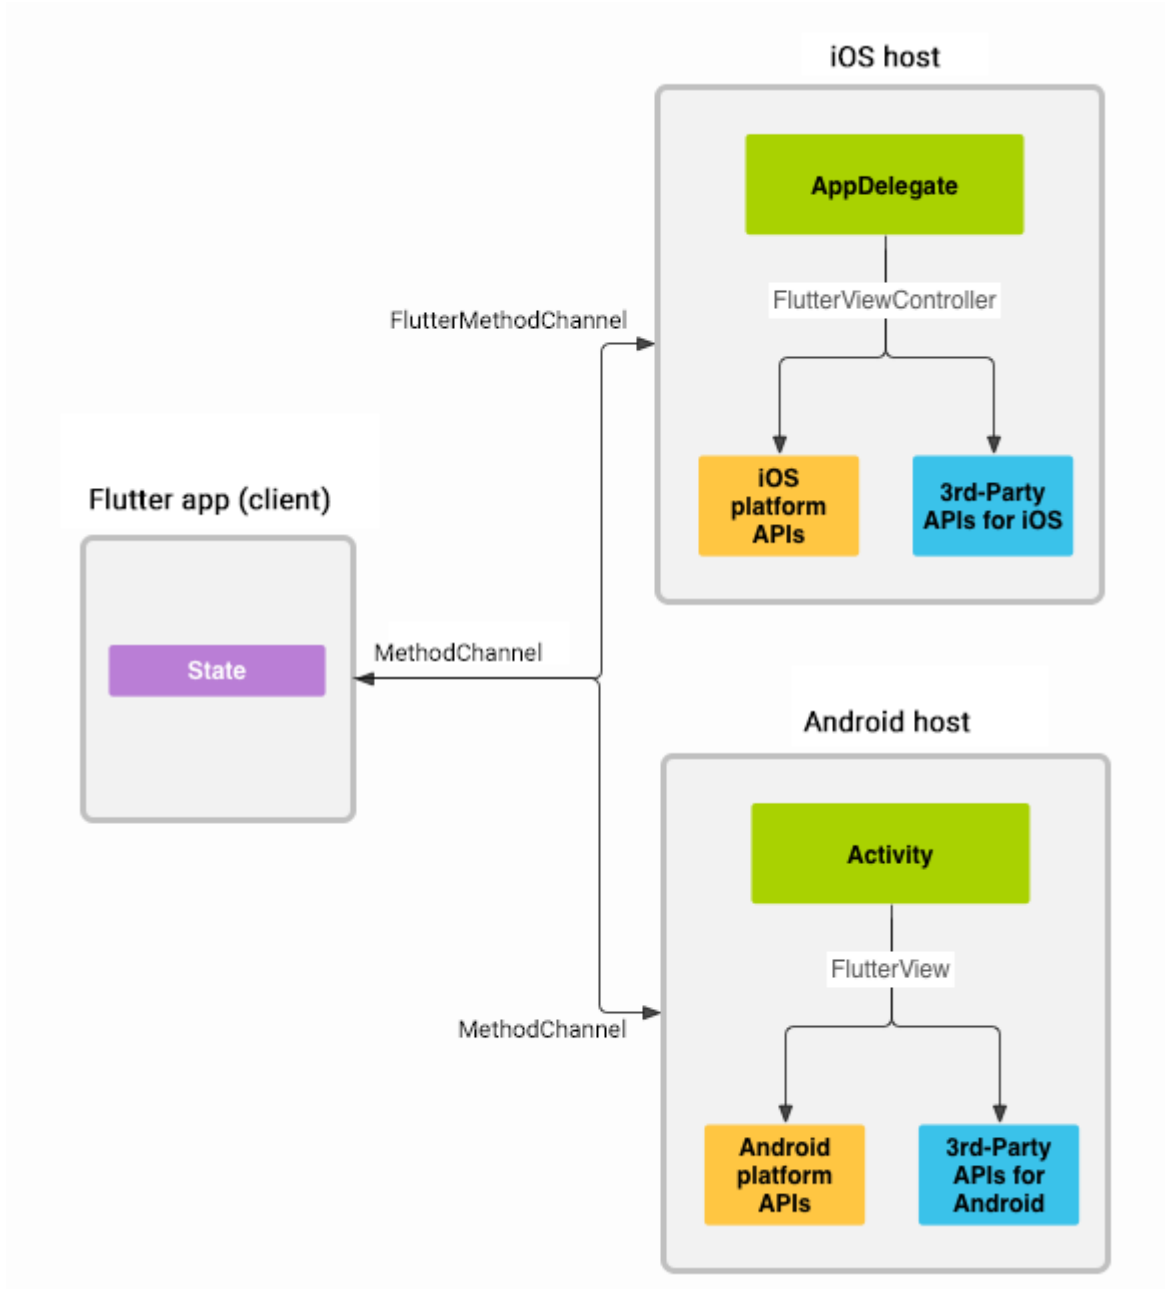 iOS host
AppDelegate
FlutterViewController
FlutterMethodChannel
iOS
platform
APIs
3rd-Party
APIs for iOS
Flutter app (client)
State
MethodChannel
Android host
Activity
FlutterView
MethodChannel
Android
platform
APIs
3rd-Party
APIs for
Android